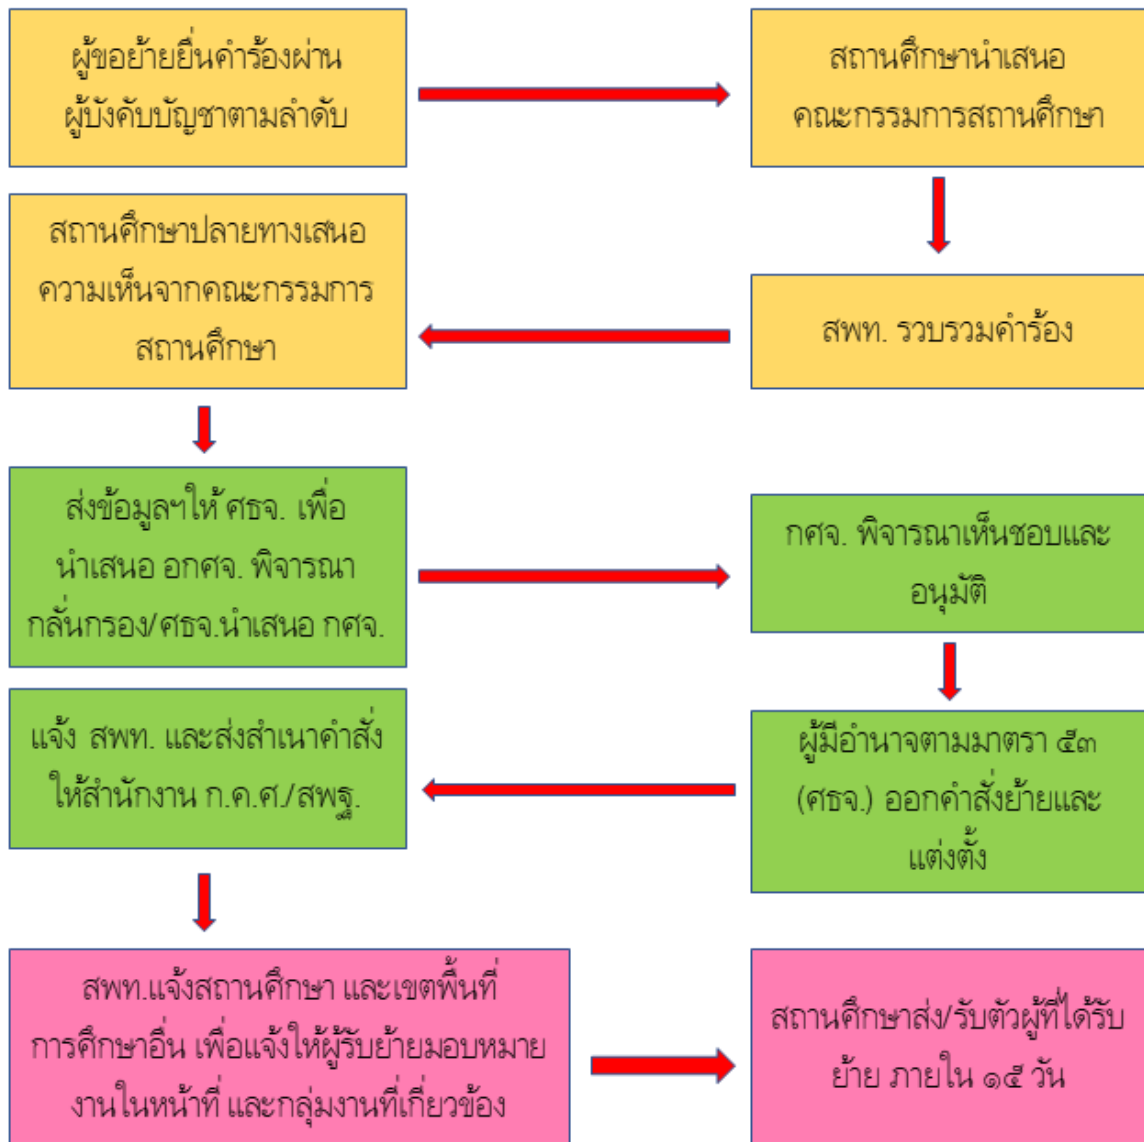 ผู้ขอย้ายยื่นคำร้องผ่าน
ผู้บังคับบัญชาตามลำดับ
สถานศึกษานำเสนอ
คณะกรรมการสถานศึกษา
สพท. รวบรวมคำร้อง
สถานศึกษาปลายทางเสนอ
ความเห็นจากคณะกรรมการ
สถานศึกษา
ส่งข้อมูลฯให้ ศธจ. เพื่อ
นำเสนอ อกศจ. พิจารณา
กลั่นกรอง/ศธจ.นำเสนอ กศจ.
กศจ. พิจารณาเห็นชอบและ
อนุมัติ
ผู้มีอำนาจตามมาตรา ๕๓
(ศธจ.) ออกคำสั่งย้ายและ
แต่งตั้ง
แจ้ง สพท. และส่งสำเนาคำสั่ง
ให้สำนักงาน ก.ค.ศ./สพฐ.
สพท.แจ้งสถานศึกษา และเขตพื้นที่
การศึกษาอื่น เพื่อแจ้งให้ผู้รับย้ายมอบหมาย
งานในหน้าที่ และกลุ่มงานที่เกี่ยวข้อง
สถานศึกษาส่ง/รับตัวผู้ที่ได้รับ
ย้าย ภายใน ๑๕ วัน